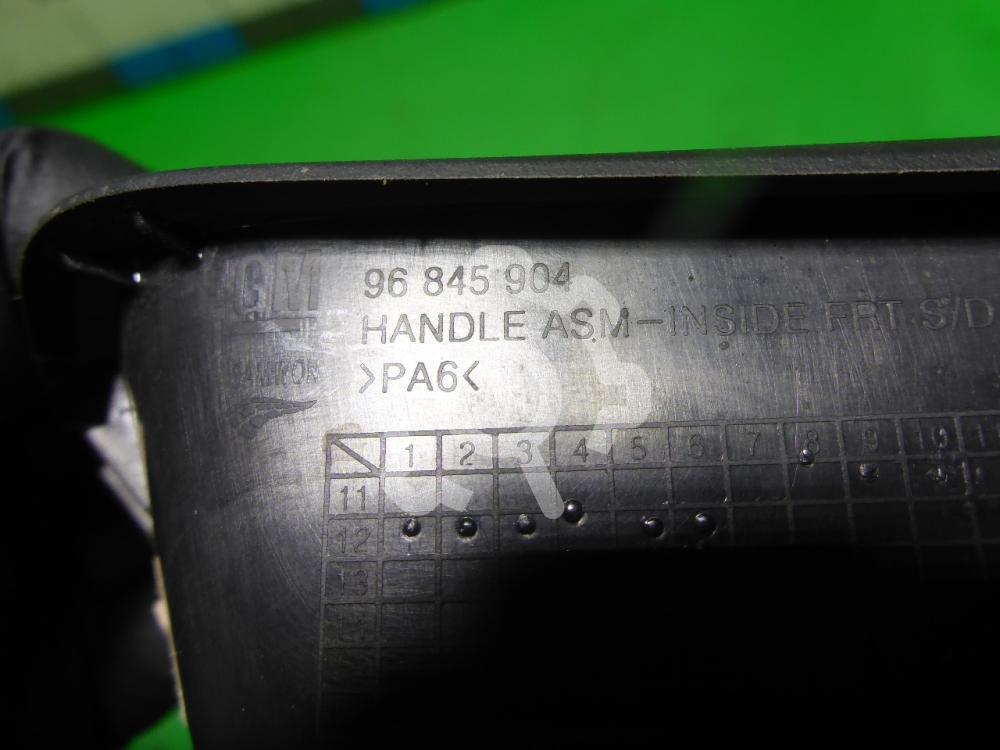 GM
96 845 904
HANDLE ASM-INSIDE FRT S/D
>PA6<
1 2 3 4 5 6 7 8 9 10
11
12
13